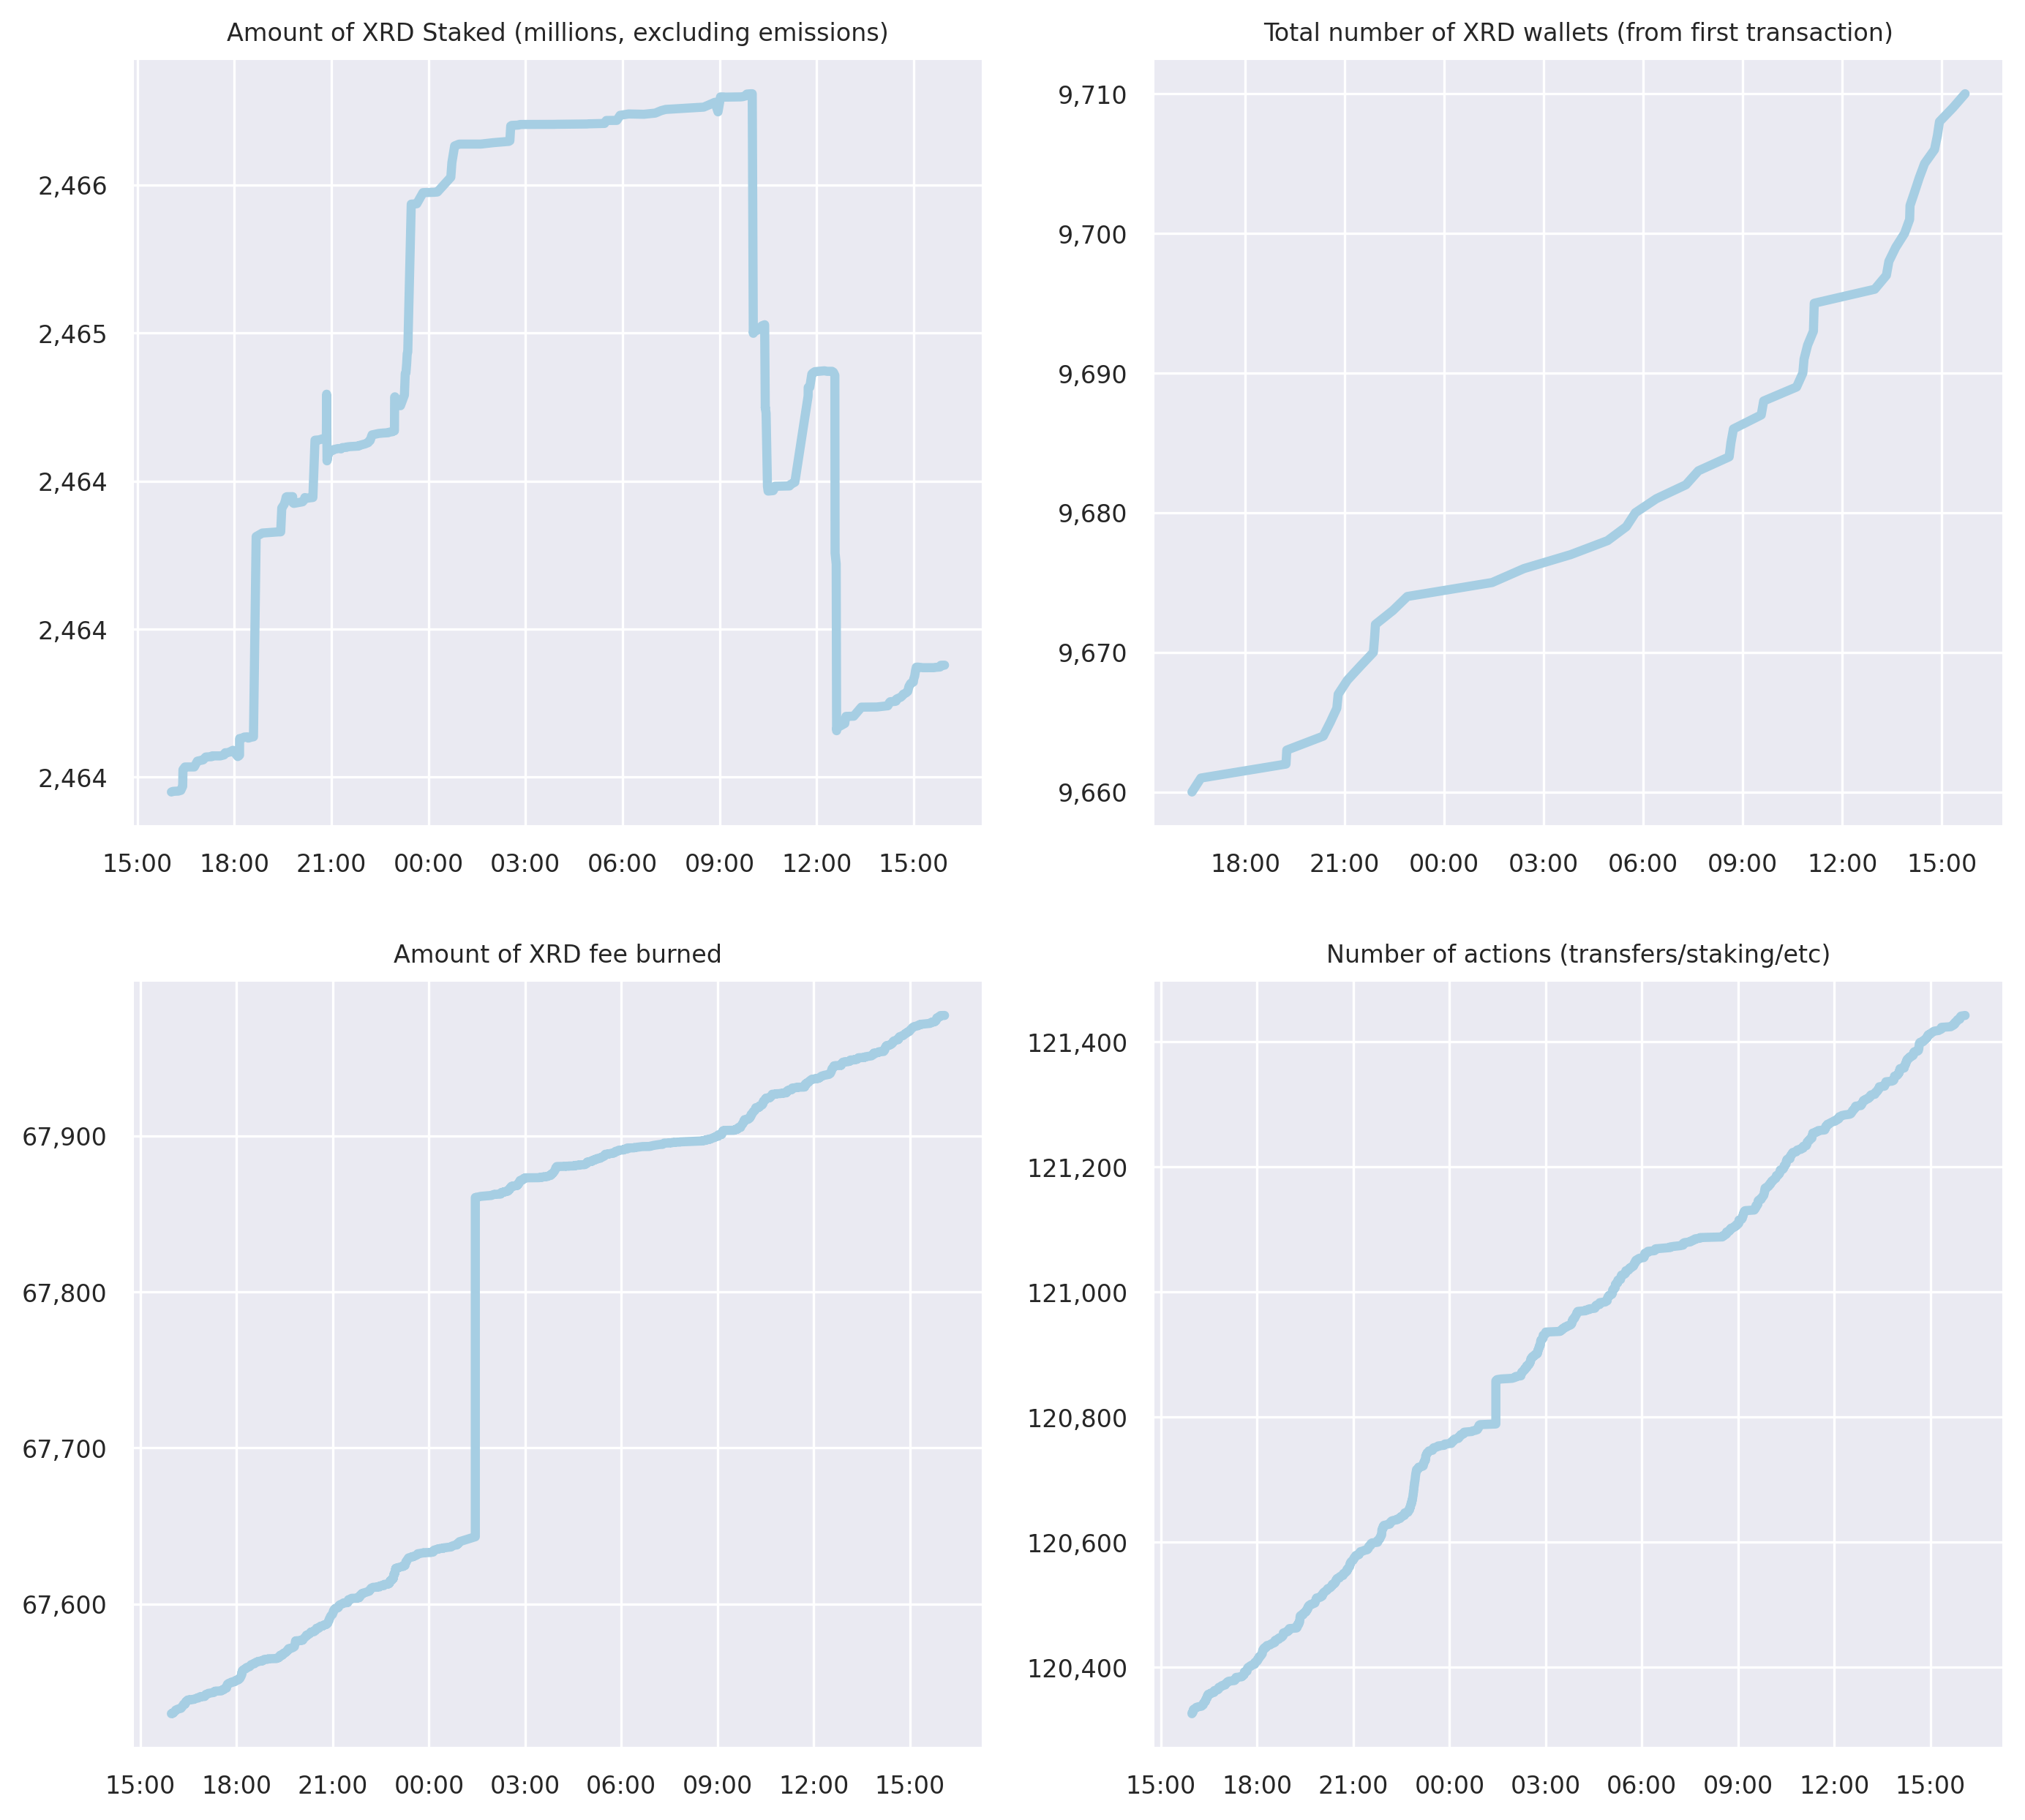 Amount of XRD Staked (millions, excluding emissions)
2,466
2,465
2,464
2,464
2,464
15:00 18:00 21:00 00:00 03:00 06:00 09:00 12:00 15:00
Total number of XRD wallets (from first transaction)
9,710
9,700
9,690
9,680
9,670
9,660
18:00 21:00 00:00 03:00 06:00 09:00 12:00 15:00
Amount of XRD fee burned
67,900
67,800
67,700
67,600
15:00 18:00 21:00 00:00 03:00 06:00 09:00 12:00 15:00
Number of actions (transfers/staking/etc)
121,400
121,200
121,000
120,800
120,600
120,400
15:00 18:00 21:00 00:00 03:00 06:00 09:00 12:00 15:00